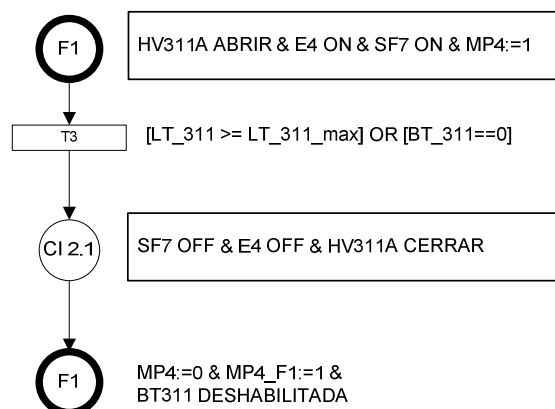 F1
HV311A ABRIR & E4 ON & SF7 ON & MP4:=1
T3
[LT_311 >= LT_311_max] OR [BT_311==0]
CI 2.1
SF7 OFF & E4 OFF & HV311A CERRAR
F1
MP4:=0 & MP4_F1:=1 &
BT311 DESHABILITADA